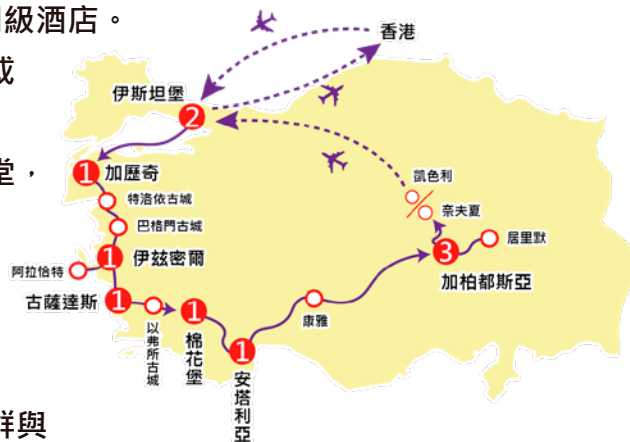 級酒店。
或
堂，
群與
香港
伊斯坦堡
2
1
加歷奇
特洛依古城
巴格門古城
1
伊茲密爾
阿拉恰特
古薩達斯
1
以弗所古城
1
棉花堡
1
安塔利亞
康雅
3
加柏都斯亞
居里默
奈夫夏
凱色利